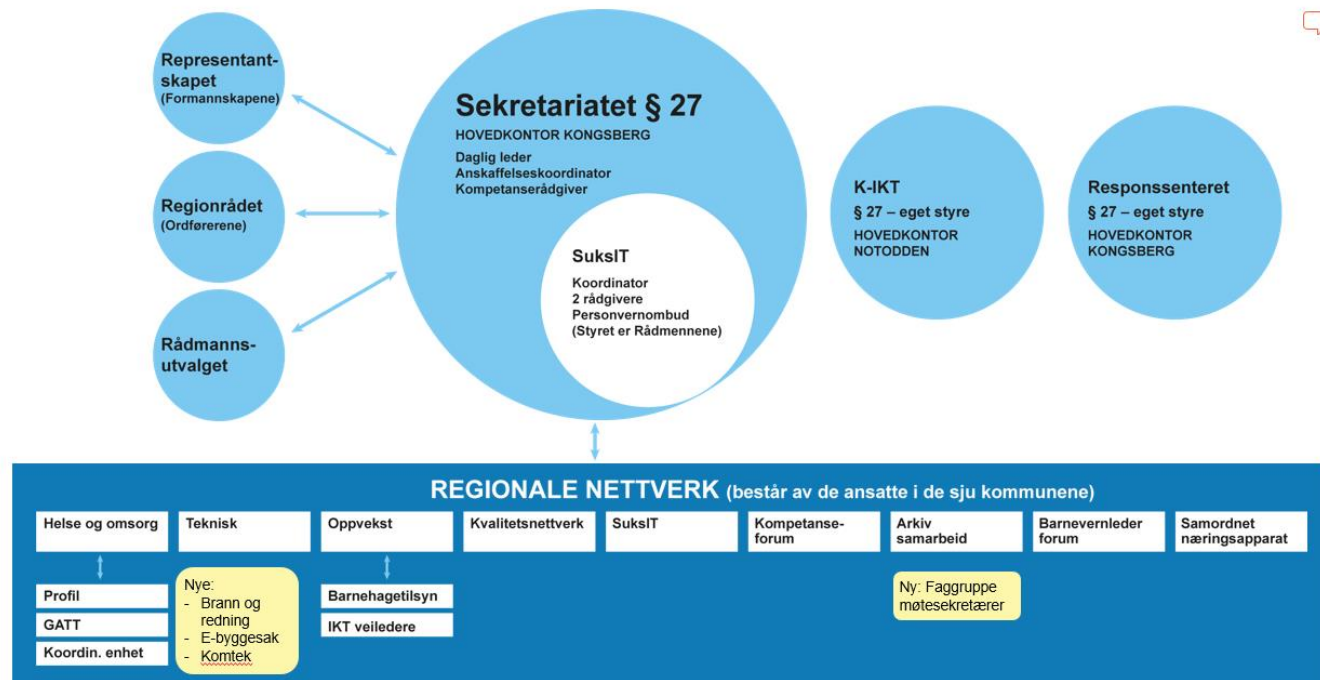 Representant-
skapet
(Formannskapene)
Regionrådet
(Ordførerene)
Rådmanns-
utvalget
Sekretariatet § 27
HOVEDKONTOR KONGSBERG
Daglig leder
Anskaffelseskoordinator
Kompetanserådgiver
SuksIT
Koordinator
2 rådgivere
Personvernombud
(Styret er Rådmennene)
K-IKT
§ 27 – eget styre
HOVEDKONTOR
NOTODDEN
Responssenteret
§ 27 – eget styre
HOVEDKONTOR
KONGSBERG
REGIONALE NETTVERK (består av de ansatte i de sju kommunene)
Helse og omsorg
Teknisk
Oppvekst
Kvalitetsnettverk
SuksIT
Kompetanse-
forum
Arkiv
samarbeid
Barnevernleder
forum
Samordnet
næringsapparat
Profil
GATT
Koordin. enhet
Nye:
- Brann og
redning
- E-byggesak
- Komtek
Barnehagetilsyn
IKT veiledere
Ny: Faggruppe
møtesekretærer